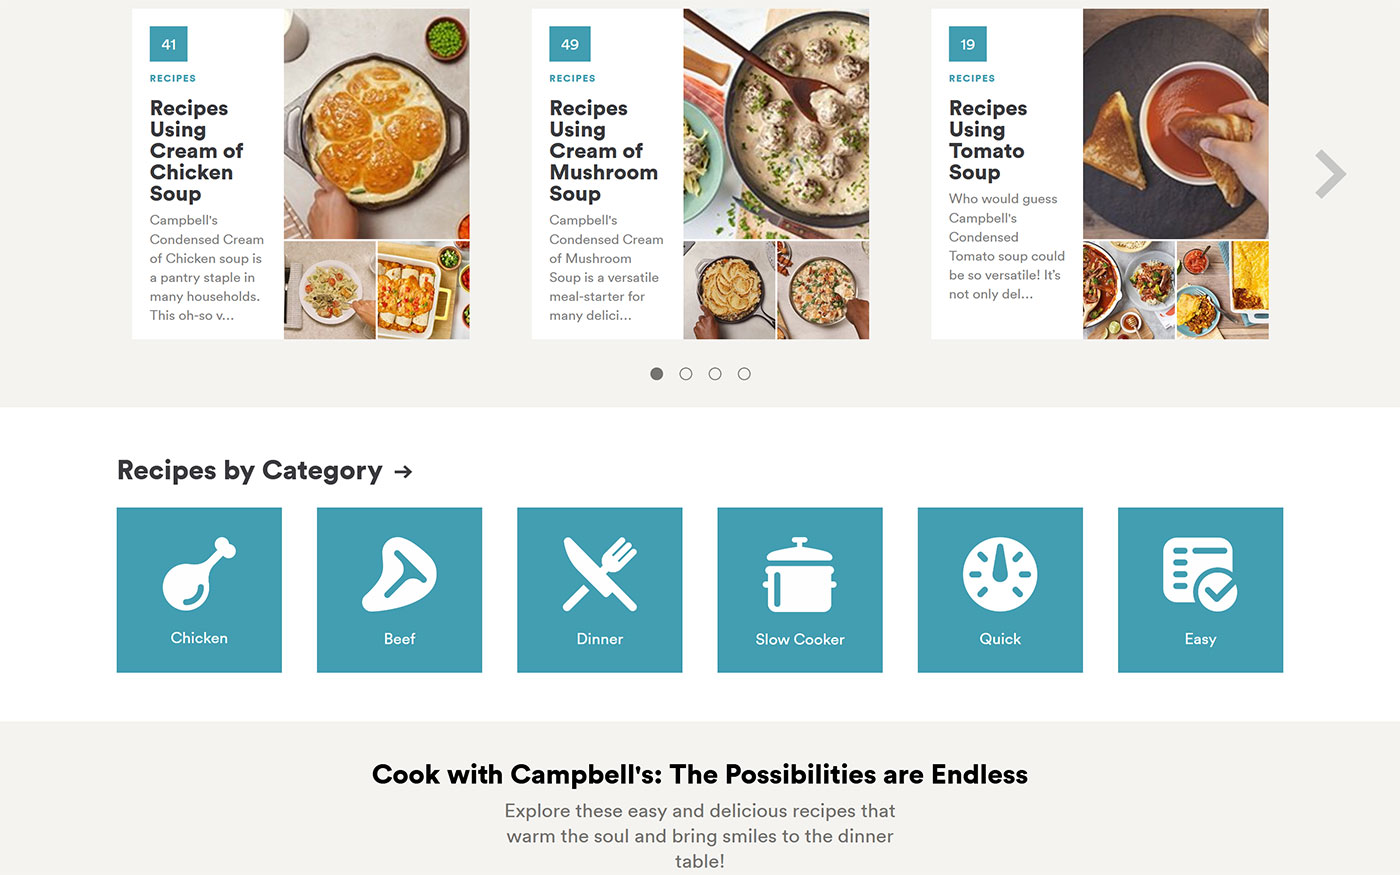 41
RECIPES
Recipes
Using
Cream of
Chicken
Soup
Campbell's
Condensed Cream
of Chicken soup is
a pantry staple in
many households.
This oh-so v...
49
RECIPES
Recipes
Using
Cream of
Mushroom
Soup
Campbell's
Condensed Cream
of Mushroom
Soup is a versatile
meal-starter for
many delici...
19
RECIPES
Recipes
Using
Tomato
Soup
Who would guess
Campbell's
Condensed
Tomato soup could
be so versatile! It's
not only del...
Recipes by Category →
Chicken
Beef
Dinner
Slow Cooker
Quick
Easy
Cook with Campbell's: The Possibilities are Endless
Explore these easy and delicious recipes that
warm the soul and bring smiles to the dinner
table!